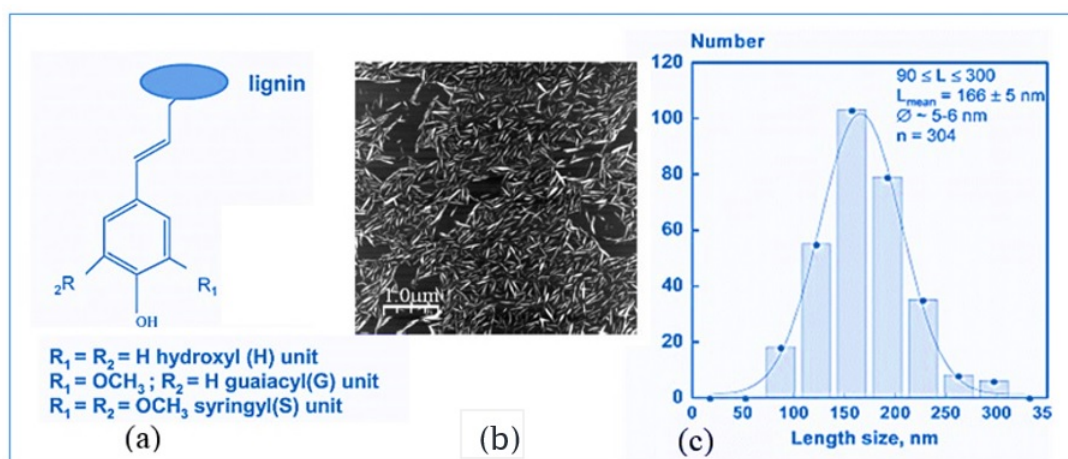 lignin
₂R
R₁
OH
R₁ = R₂ = H hydroxyl (H) unit
R₁ = OCH₃ ; R₂ = H guaiacyl(G) unit
R₁ = R₂ = OCH₃ syringyl(S) unit
(a)
1.0μm
(b)
Number
120
100
80
60
40
20
0
90 ≤ L ≤ 300
Lmean = 166 ± 5 nm
Ø ~ 5-6 nm
n = 304
0 50 100 150 200 250 300 35
Length size, nm
(c)